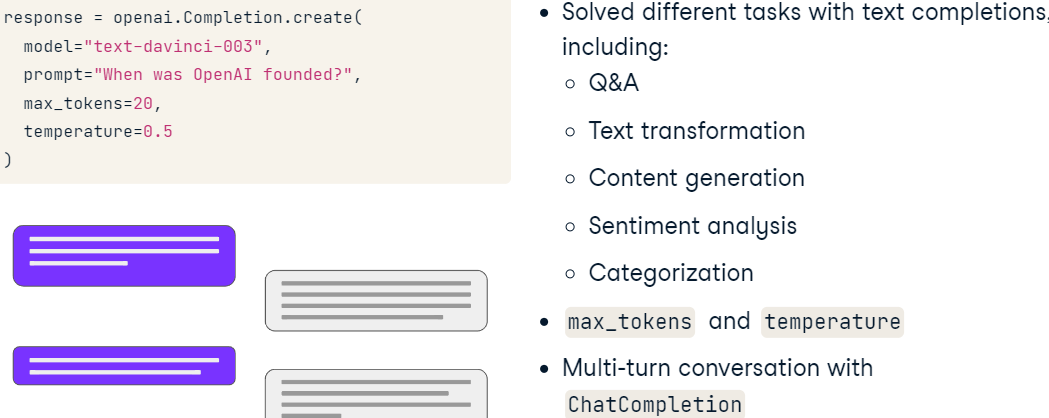 response = openai.Completion.create(
model="text-davinci-003",
prompt="When was OpenAI founded?",
max_tokens=20,
temperature=0.5
)
Solved different tasks with text completions,
including:
Q&A
Text transformation
Content generation
Sentiment analysis
Categorization
max_tokens and temperature
Multi-turn conversation with
ChatCompletion